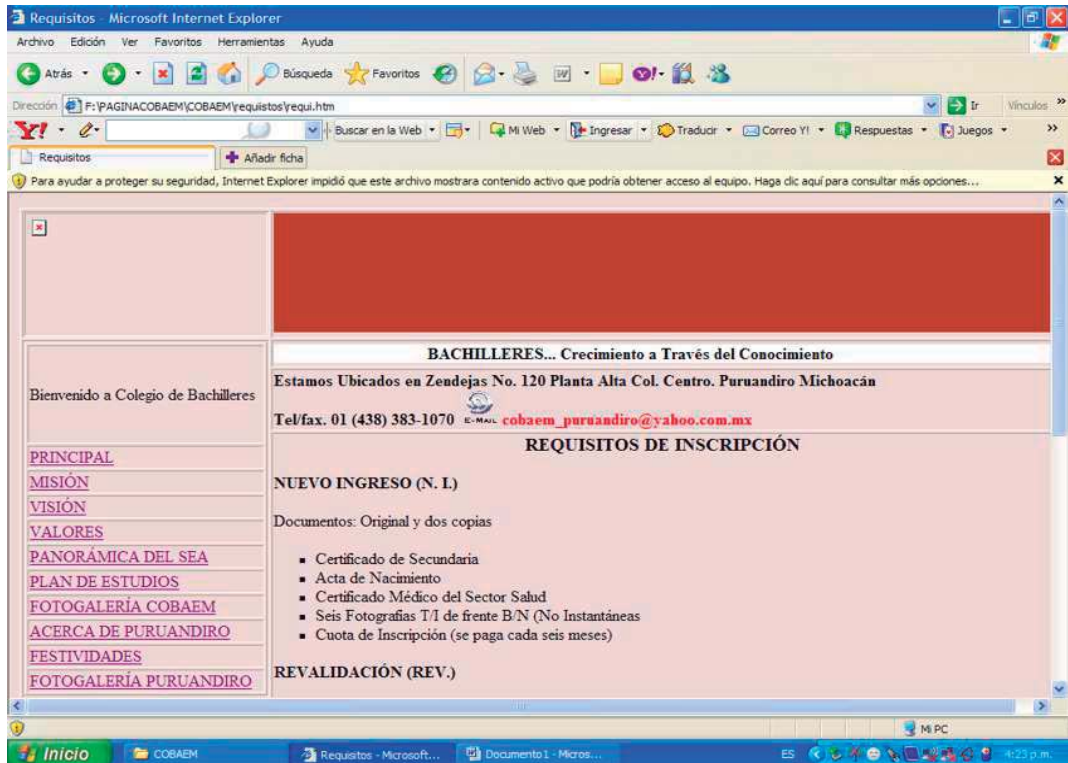 Requisitos - Microsoft Internet Explorer
Archivo Edición Ver Favoritos Herramientas Ayuda
Atrás Búsqueda Favoritos
Dirección F:\PAGINACOBAEM\COBAEM\requistos\requi.htm Ir Vínculos »
Y! Buscar en la Web Mi Web Ingresar Traducir Correo Y! Respuestas Juegos »
Requisitos Añadir ficha
Para ayudar a proteger su seguridad, Internet Explorer impidió que este archivo mostrara contenido activo que podría obtener acceso al equipo. Haga clic aquí para consultar más opciones...
BACHILLERES... Crecimiento a Través del Conocimiento
Bienvenido a Colegio de Bachilleres
Estamos Ubicados en Zendejas No. 120 Planta Alta Col. Centro. Puruandiro Michoacán
Tel/fax. 01 (438) 383-1070 E-MAIL cobaem_puruandiro@yahoo.com.mx
PRINCIPAL
MISIÓN
VISIÓN
VALORES
PANORÁMICA DEL SEA
PLAN DE ESTUDIOS
FOTOGALERÍA COBAEM
ACERCA DE PURUANDIRO
FESTIVIDADES
FOTOGALERÍA PURUANDIRO
REQUISITOS DE INSCRIPCIÓN
NUEVO INGRESO (N. I.)
Documentos: Original y dos copias
Certificado de Secundaria
Acta de Nacimiento
Certificado Médico del Sector Salud
Seis Fotografías T/I de frente B/N (No Instantáneas
Cuota de Inscripción (se paga cada seis meses)
REVALIDACIÓN (REV.)
Mi PC
Inicio COBAEM Requisitos - Microsoft... Documento1 - Micros... ES 4:23 p.m.